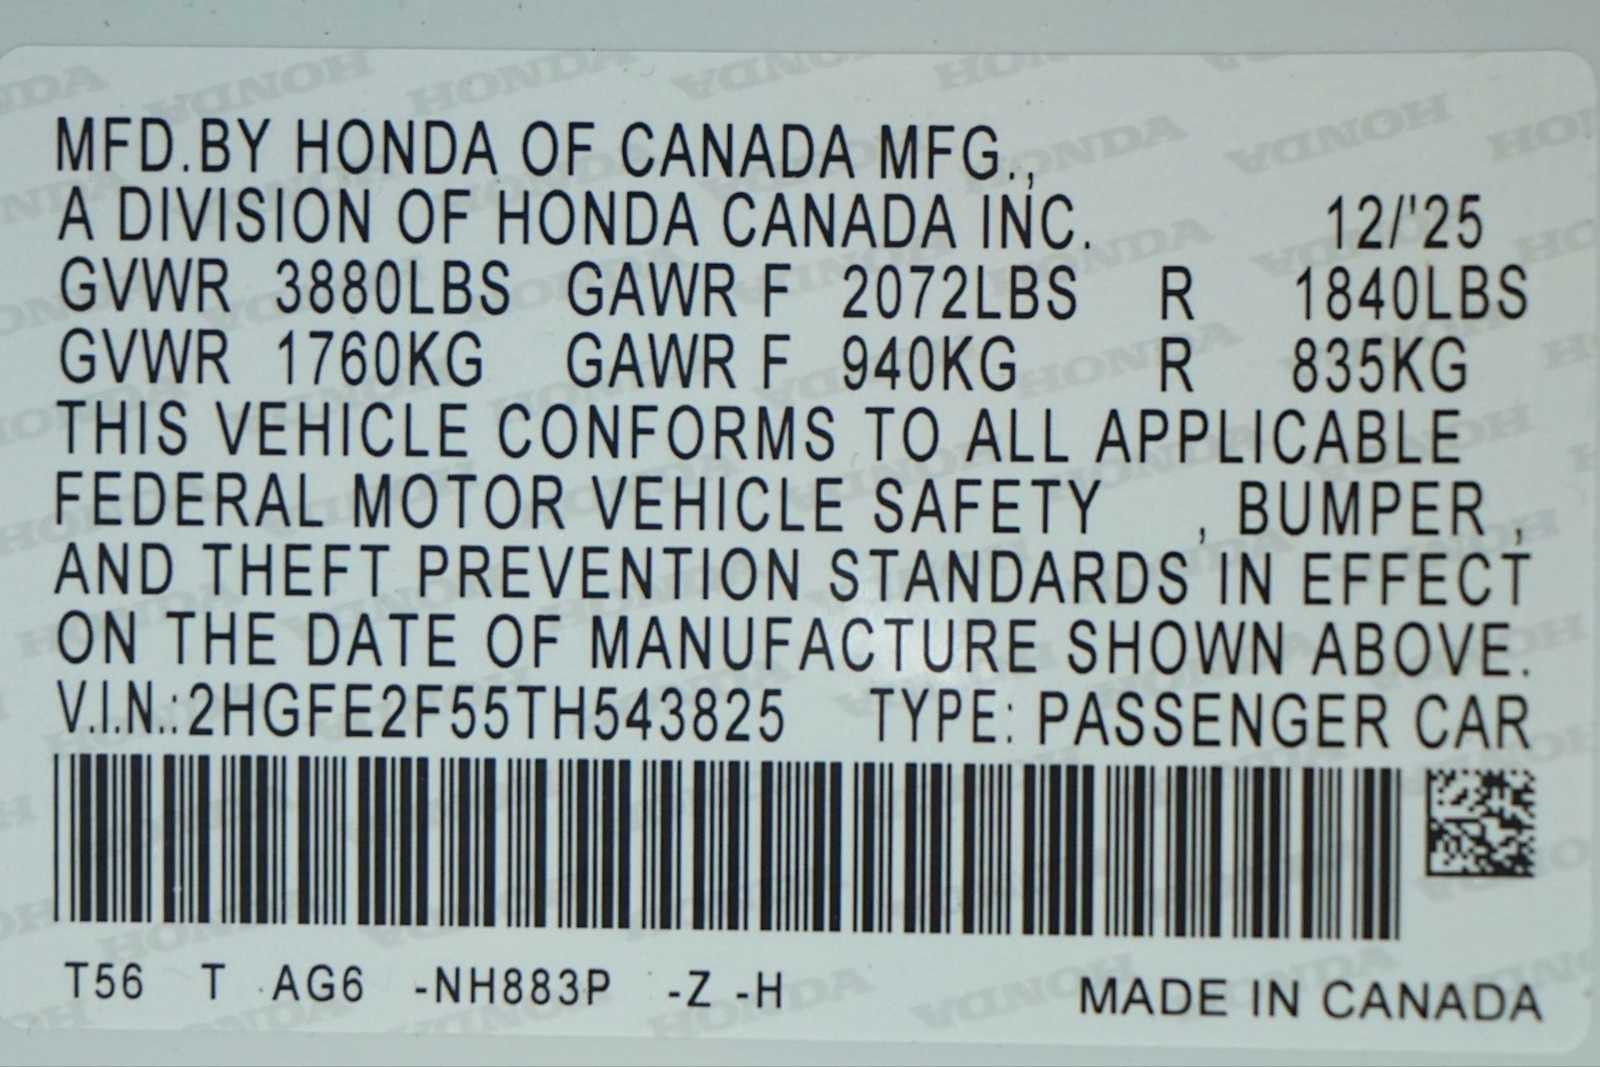 MFD.BY HONDA OF CANADA MFG.,
A DIVISION OF HONDA CANADA INC. 12/'25
GVWR 3880LBS GAWR F 2072LBS R 1840LBS
GVWR 1760KG GAWR F 940KG R 835KG
THIS VEHICLE CONFORMS TO ALL APPLICABLE
FEDERAL MOTOR VEHICLE SAFETY , BUMPER ,
AND THEFT PREVENTION STANDARDS IN EFFECT
ON THE DATE OF MANUFACTURE SHOWN ABOVE.
V.I.N.:2HGFE2F55TH543825 TYPE: PASSENGER CAR
T56 T AG6 -NH883P -Z -H MADE IN CANADA